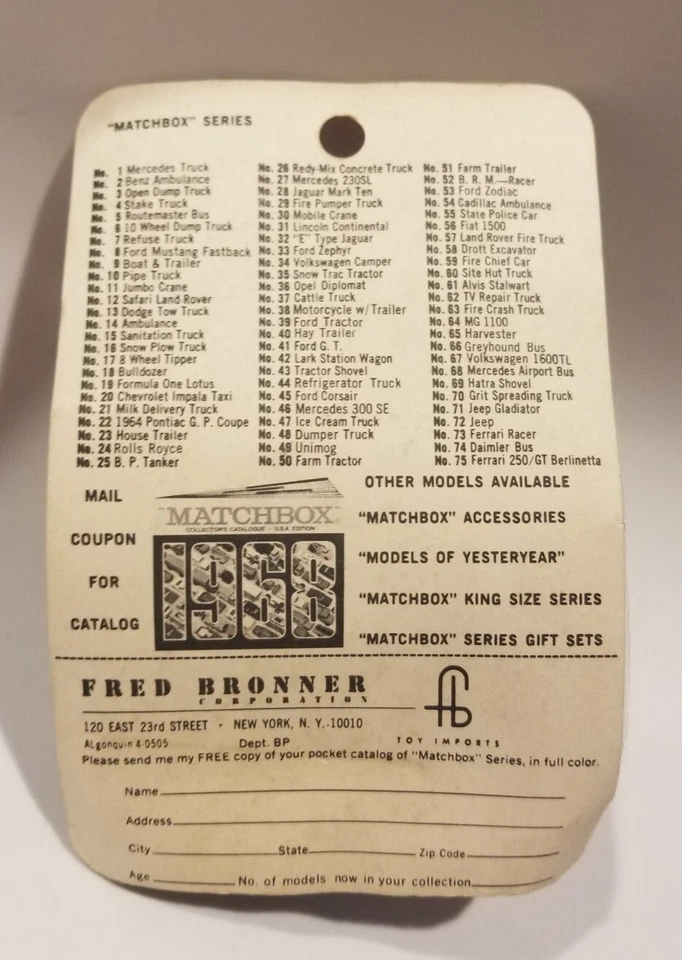 "MATCHBOX" SERIES
No. 1 Mercedes Truck
No. 2 Benz Ambulance
No. 3 Open Dump Truck
No. 4 Stake Truck
No. 5 Routemaster Bus
No. 6 10 Wheel Dump Truck
No. 7 Refuse Truck
No. 8 Ford Mustang Fastback
No. 9 Boat & Trailer
No. 10 Pipe Truck
No. 11 Jumbo Crane
No. 12 Safari Land Rover
No. 13 Dodge Tow Truck
No. 14 Ambulance
No. 15 Sanitation Truck
No. 16 Snow Plow Truck
No. 17 8 Wheel Tipper
No. 18 Bulldozer
No. 19 Formula One Lotus
No. 20 Chevrolet Impala Taxi
No. 21 Milk Delivery Truck
No. 22 1964 Pontiac G. P. Coupe
No. 23 House Trailer
No. 24 Rolls Royce
No. 25 B. P. Tanker
No. 26 Redy-Mix Concrete Truck
No. 27 Mercedes 230SL
No. 28 Jaguar Mark Ten
No. 29 Fire Pumper Truck
No. 30 Mobile Crane
No. 31 Lincoln Continental
No. 32 "E" Type Jaguar
No. 33 Ford Zephyr
No. 34 Volkswagen Camper
No. 35 Snow Trac Tractor
No. 36 Opel Diplomat
No. 37 Cattle Truck
No. 38 Motorcycle w/Trailer
No. 39 Ford Tractor
No. 40 Hay Trailer
No. 41 Ford G. T.
No. 42 Lark Station Wagon
No. 43 Tractor Shovel
No. 44 Refrigerator Truck
No. 45 Ford Corsair
No. 46 Mercedes 300 SE
No. 47 Ice Cream Truck
No. 48 Dumper Truck
No. 49 Unimog
No. 50 Farm Tractor
No. 51 Farm Trailer
No. 52 B. R. M.—Racer
No. 53 Ford Zodiac
No. 54 Cadillac Ambulance
No. 55 State Police Car
No. 56 Fiat 1500
No. 57 Land Rover Fire Truck
No. 58 Drott Excavator
No. 59 Fire Chief Car
No. 60 Site Hut Truck
No. 61 Alvis Stalwart
No. 62 TV Repair Truck
No. 63 Fire Crash Truck
No. 64 MG 1100
No. 65 Harvester
No. 66 Greyhound Bus
No. 67 Volkswagen 1600TL
No. 68 Mercedes Airport Bus
No. 69 Hatra Shovel
No. 70 Grit Spreading Truck
No. 71 Jeep Gladiator
No. 72 Jeep
No. 73 Ferrari Racer
No. 74 Daimler Bus
No. 75 Ferrari 250/GT Berlinetta
MAIL
COUPON
FOR
CATALOG
"MATCHBOX"
COLLECTOR'S CATALOGUE - U.S.A. EDITION
1968
OTHER MODELS AVAILABLE
"MATCHBOX" ACCESSORIES
"MODELS OF YESTERYEAR"
"MATCHBOX" KING SIZE SERIES
"MATCHBOX" SERIES GIFT SETS
FRED BRONNER
CORPORATION
120 EAST 23rd STREET • NEW YORK, N. Y.-10010
ALgonquin 4-0505 Dept. BP
TOY IMPORTS
Please send me my FREE copy of your pocket catalog of "Matchbox" Series, in full color.
Name
Address
City State Zip Code
Age No. of models now in your collection